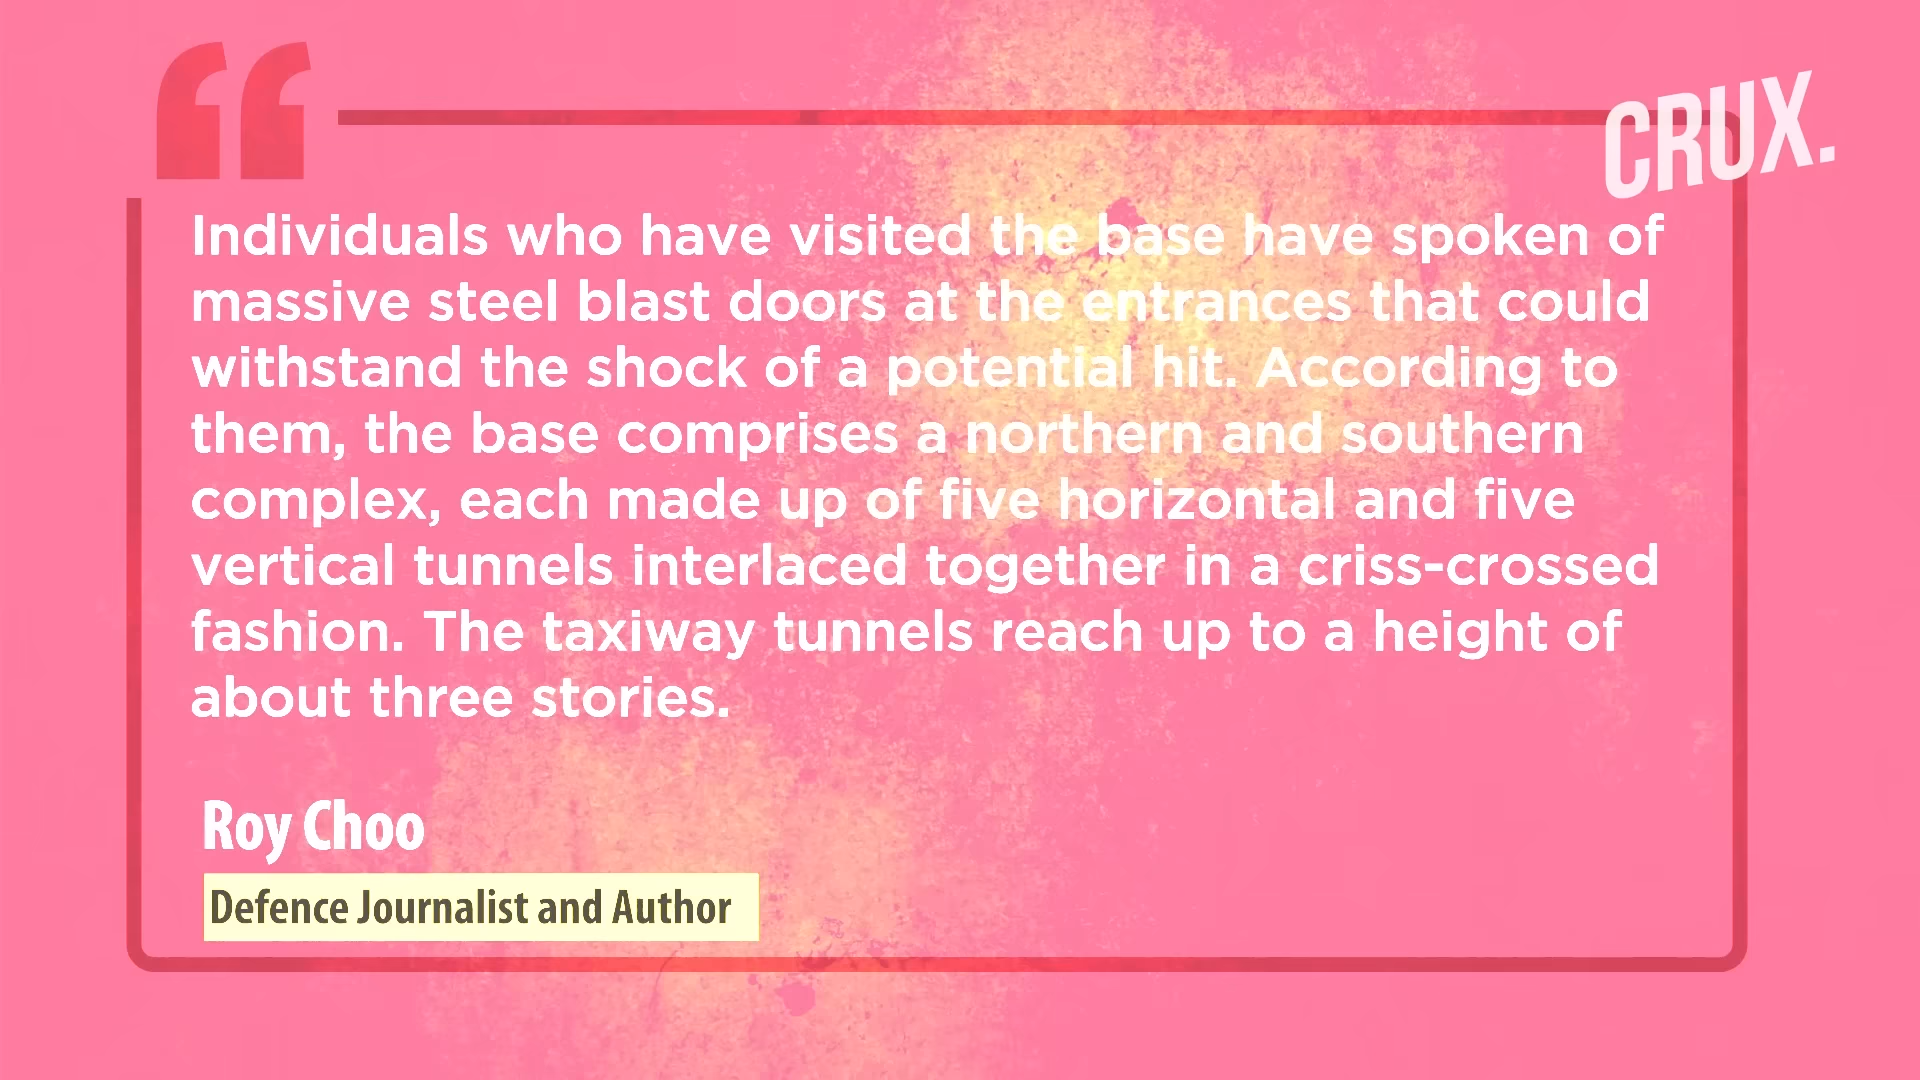 CRUX.
Individuals who have visited the base have spoken of
massive steel blast doors at the entrances that could
withstand the shock of a potential hit. According to
them, the base comprises a northern and southern
complex, each made up of five horizontal and five
vertical tunnels interlaced together in a criss-crossed
fashion. The taxiway tunnels reach up to a height of
about three stories.
Roy Choo
Defence Journalist and Author